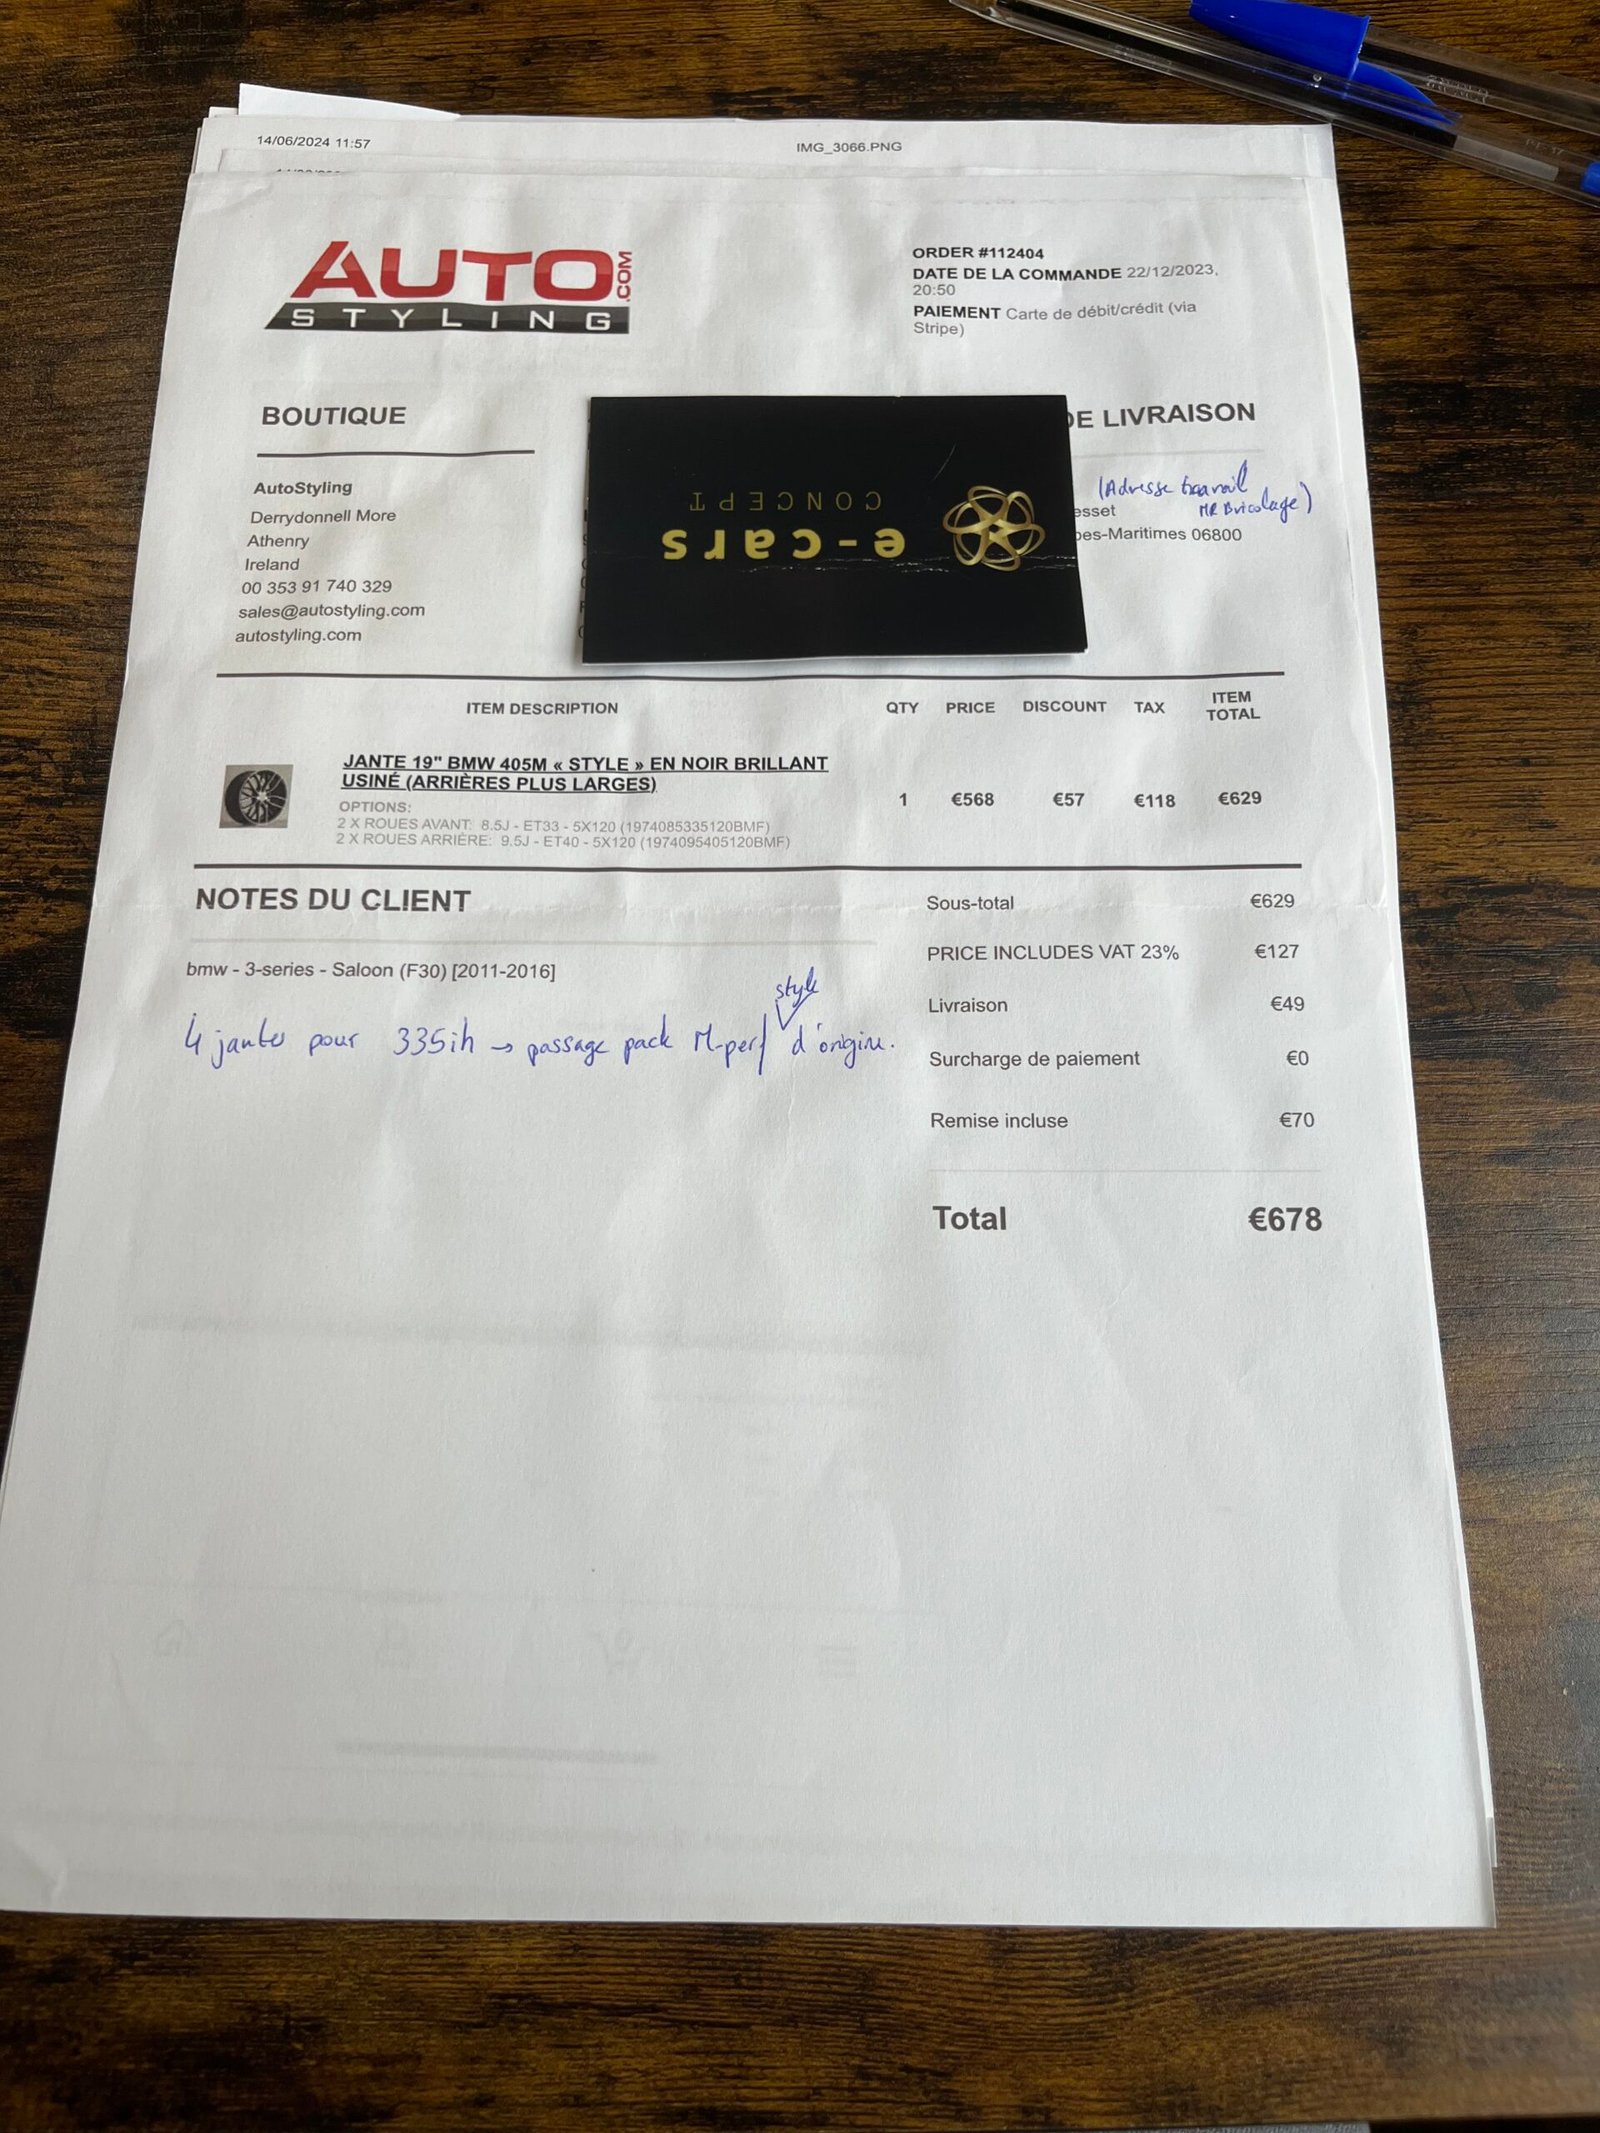 14/06/2024 11:57
IMG_3066.PNG
AUTO
.COM
STYLING
ORDER #112404
DATE DE LA COMMANDE 22/12/2023,
20:50
PAIEMENT Carte de débit/crédit (via
Stripe)
BOUTIQUE
DE LIVRAISON
AutoStyling
Derrydonnell More
Athenry
Ireland
00 353 91 740 329
sales@autostyling.com
autostyling.com
e-cars
CONCEPT
(Adresse travail
MR Bricolage)
esset
pes-Maritimes 06800
ITEM DESCRIPTION QTY PRICE DISCOUNT TAX ITEM
TOTAL
JANTE 19" BMW 405M « STYLE » EN NOIR BRILLANT
USINÉ (ARRIÈRES PLUS LARGES)
OPTIONS:
2 X ROUES AVANT: 8.5J - ET33 - 5X120 (1974085335120BMF)
2 X ROUES ARRIÈRE: 9.5J - ET40 - 5X120 (1974095405120BMF)
1 €568 €57 €118 €629
NOTES DU CLIENT
bmw - 3-series - Saloon (F30) [2011-2016]
style
4 jantes pour 335ih → passage pack M-perf d'origine.
Sous-total €629
PRICE INCLUDES VAT 23% €127
Livraison €49
Surcharge de paiement €0
Remise incluse €70
Total €678